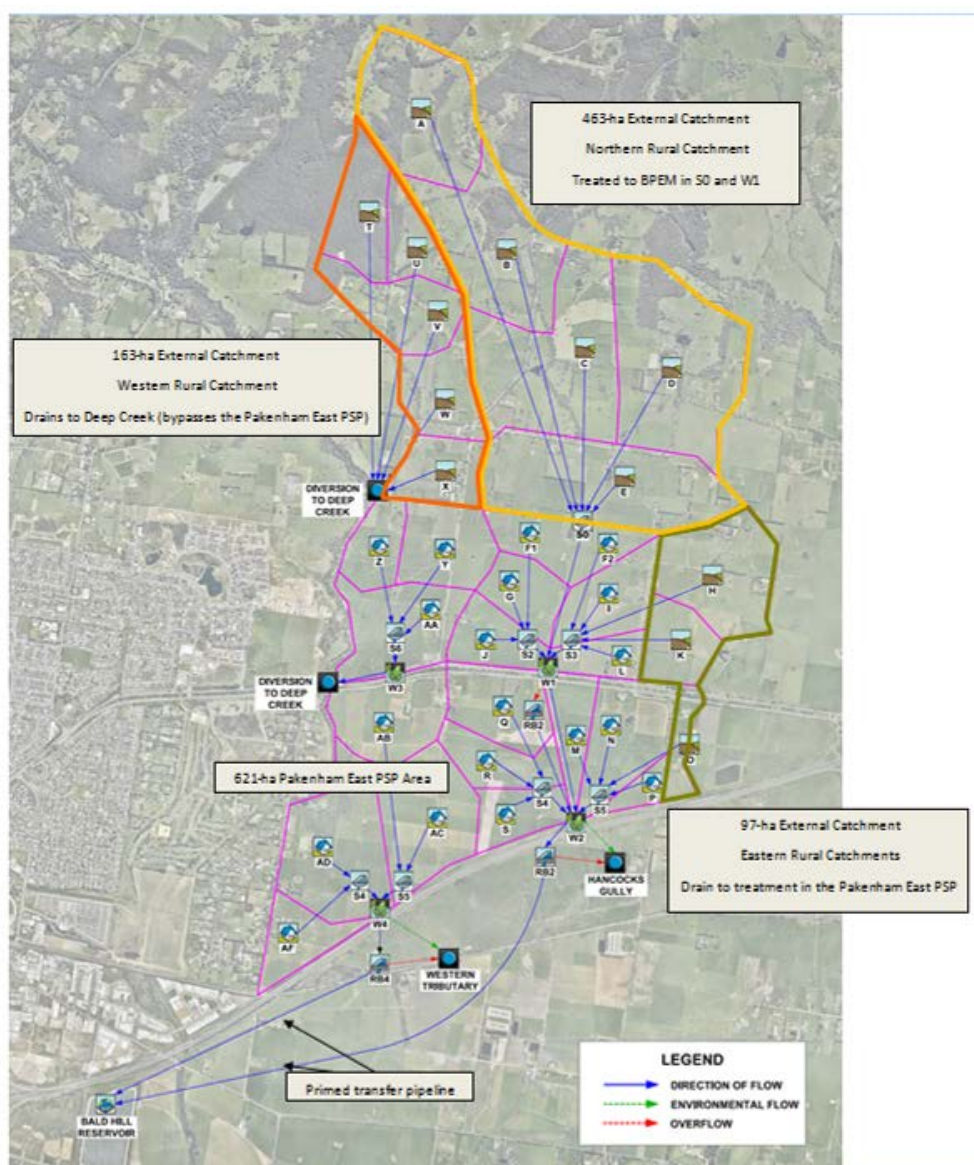 A
463-ha External Catchment
Northern Rural Catchment
Treated to BPEM in S0 and W1
T
U
B
V
163-ha External Catchment
Western Rural Catchment
Drains to Deep Creek (bypasses the Pakenham East PSP)
C
D
W
X
E
DIVERSION
TO DEEP
CREEK
S0
Z
Y
F1
F2
G
I
H
AA
S6
J
S2
S3
K
L
W3
W1
DIVERSION
TO DEEP
CREEK
RB2
AB
Q
M
N
O
621-ha Pakenham East PSP Area
R
S4
S5
P
S
W2
AC
RB2
HANCOCKS
GULLY
97-ha External Catchment
Eastern Rural Catchments
Drain to treatment in the Pakenham East PSP
AD
S4
S5
W4
AF
RB4
WESTERN
TRIBUTARY
Primed transfer pipeline
BALD HILL
RESERVOIR
LEGEND
DIRECTION OF FLOW
ENVIRONMENTAL FLOW
OVERFLOW